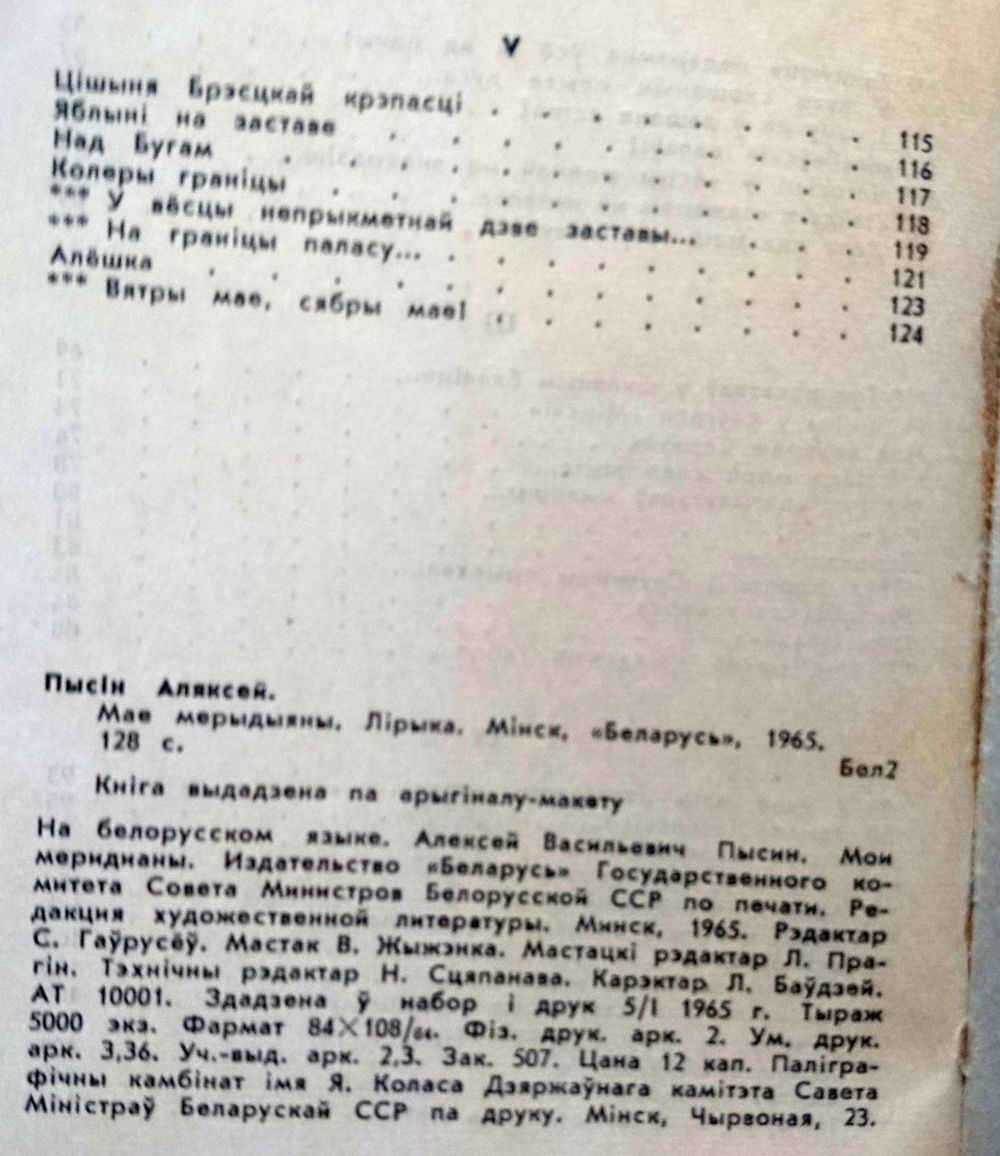 V
Цішыня Брэсцкай крэпасці . . . . . . . . 115
Яблыні на заставе . . . . . . . . . 116
Над Бугам . . . . . . . . . . . 117
Колеры граніцы . . . . . . . . . . 118
*** У вёсцы непрыкметнай дзве заставы... . . . 119
*** На граніцы паласу... . . . . . . . . . 121
Алёшка . . . . . . . . . . . . 123
*** Вятры мае, сябры мае! . . . . . . . . 124
Пысін Аляксей.
Мае мерыдыяны. Лірыка. Мінск, «Беларусь», 1965.
128 с.
Бел2
Кніга выдадзена па арыгіналу-макету
На белорусском языке. Алексей Васильевич Пысин. Мои
меридианы. Издательство «Беларусь» Государственного ко-
митета Совета Министров Белорусской ССР по печати. Ре-
дакция художественной литературы. Минск, 1965. Рэдактар
С. Гаўрусёў. Мастак В. Жыжэнка. Мастацкі рэдактар Л. Пра-
гін. Тэхнічны рэдактар Н. Сцяпанава. Карэктар Л. Баўдзей.
АТ 10001. Здадзена ў набор і друк 5/І 1965 г. Тыраж
5000 экз. Фармат 84×108/64. Фіз. друк. арк. 2. Ум. друк.
арк. 3,36. Уч.-выд. арк. 2,3. Зак. 507. Цана 12 кап. Палігра-
фічны камбінат імя Я. Коласа Дзяржаўнага камітэта Савета
Міністраў Беларускай ССР па друку. Мінск, Чырвоная, 23.